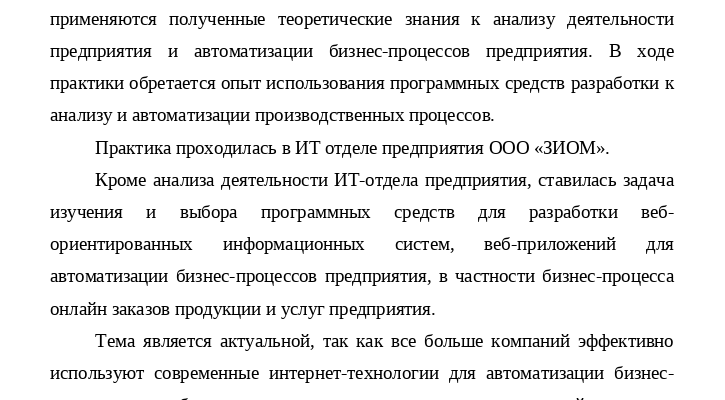 применяются полученные теоретические знания к анализу деятельности
предприятия и автоматизации бизнес-процессов предприятия. В ходе
практики обретается опыт использования программных средств разработки к
анализу и автоматизации производственных процессов.
Практика проходилась в ИТ отделе предприятия ООО «ЗИОМ».
Кроме анализа деятельности ИТ-отдела предприятия, ставилась задача
изучения и выбора программных средств для разработки веб-
ориентированных информационных систем, веб-приложений для
автоматизации бизнес-процессов предприятия, в частности бизнес-процесса
онлайн заказов продукции и услуг предприятия.
Тема является актуальной, так как все больше компаний эффективно
используют современные интернет-технологии для автоматизации бизнес-